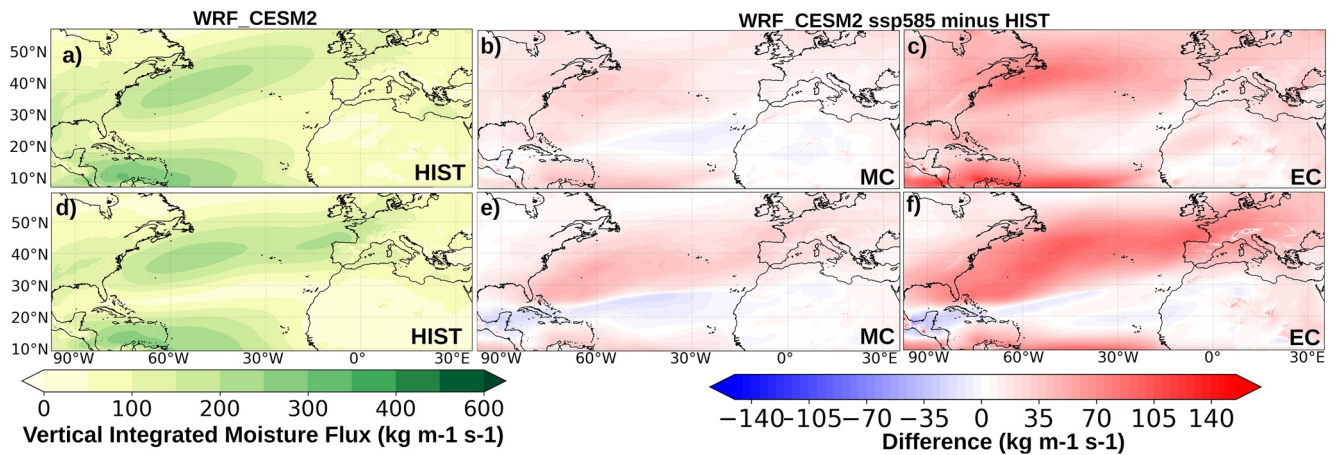 WRF_CESM2
WRF_CESM2 ssp585 minus HIST
a)
b)
c)
50°N
40°N
30°N
20°N
10°N
HIST
MC
EC
d)
e)
f)
50°N
40°N
30°N
20°N
10°N
HIST
MC
EC
90°W 60°W 30°W 0° 30°E
90°W 60°W 30°W 0° 30°E
90°W 60°W 30°W 0° 30°E
0 100 200 300 400 600
Vertical Integrated Moisture Flux (kg m-1 s-1)
−140−105−70 −35 0 35 70 105 140
Difference (kg m-1 s-1)